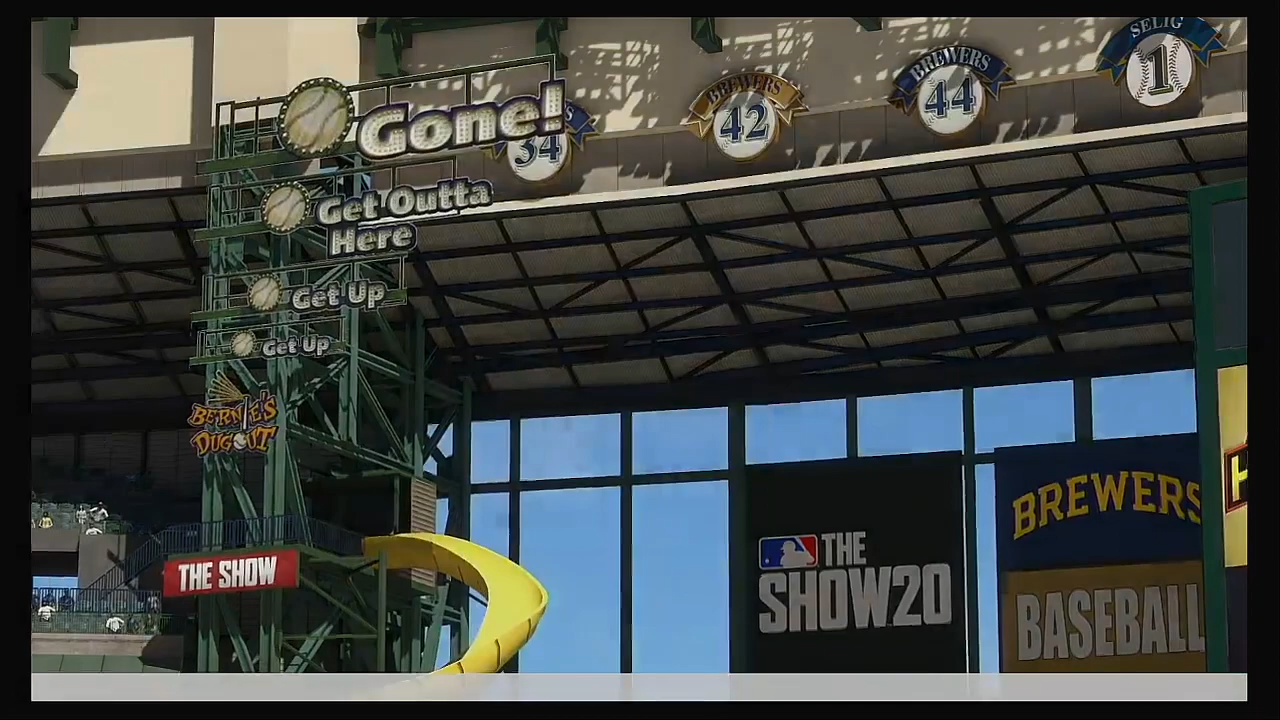 SELIG
1
BREWERS
44
BREWERS
42
S
34
Gone!
Get Outta
Here
Get Up
Get Up
BERNIE'S
DUGOUT
THE SHOW
THE
SHOW20
BREWERS
BASEBALL